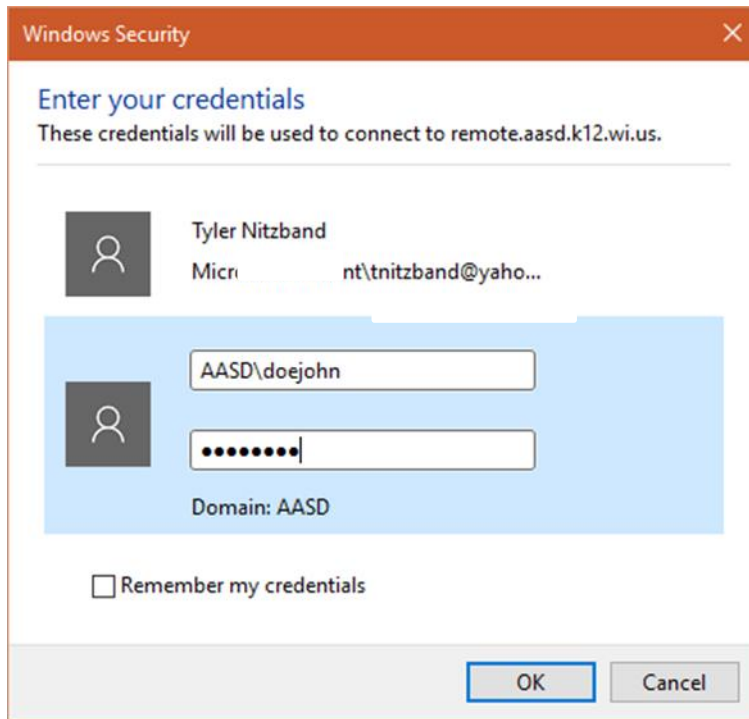 Windows Security
Enter your credentials
These credentials will be used to connect to remote.aasd.k12.wi.us.
Tyler Nitzband
nt\tnitzband@yaho...
AASD\doejohn
●●●●●●●●
Domain: AASD
Remember my credentials
OK Cancel